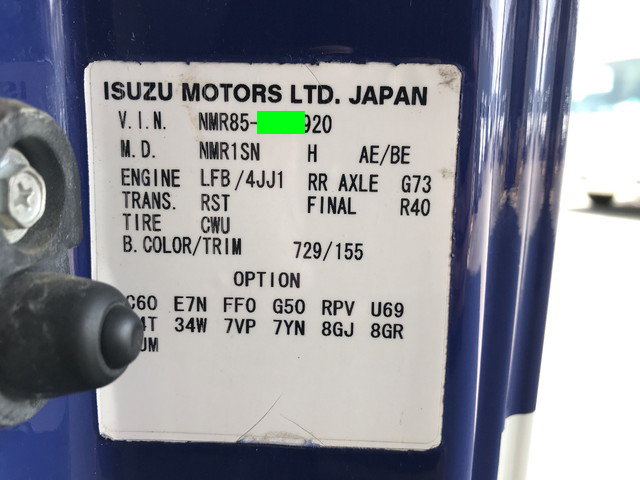 ISUZU MOTORS LTD. JAPAN
V.I.N. NMR85- 920
M.D. NMR1SN H AE/BE
ENGINE LFB/4JJ1 RR AXLE G73
TRANS. RST FINAL R40
TIRE CWU
B.COLOR/TRIM 729/155
OPTION
C60 E7N FF0 G50 RPV U69
34W 7VP 7YN 8GJ 8GR